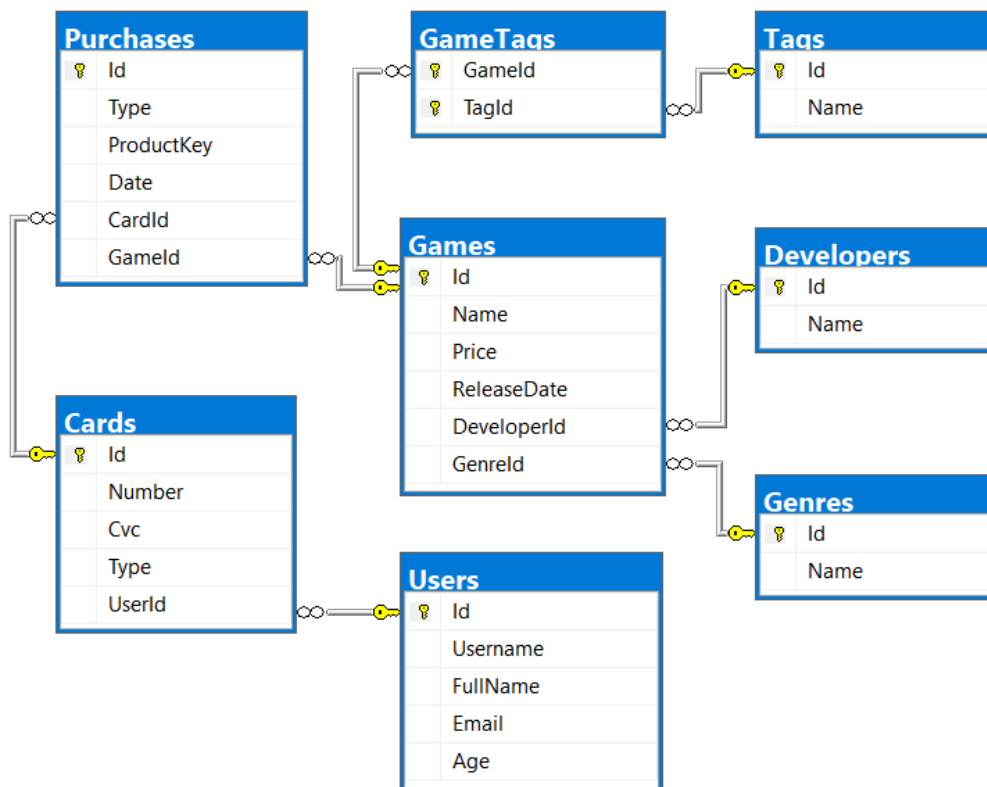 Purchases
Id
Type
ProductKey
Date
CardId
GameId
GameTags
GameId
TagId
Tags
Id
Name
Games
Id
Name
Price
ReleaseDate
DeveloperId
GenreId
Developers
Id
Name
Cards
Id
Number
Cvc
Type
UserId
Genres
Id
Name
Users
Id
Username
FullName
Email
Age